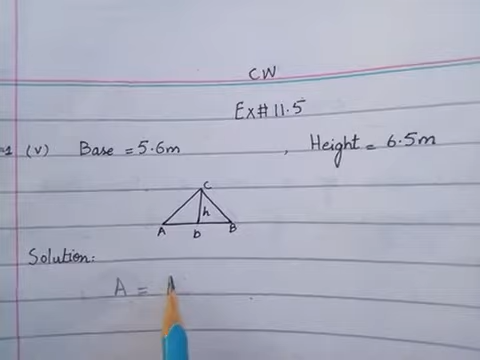 CW
Ex# 11.5
(v) Base = 5.6m , Height = 6.5m
C
h
A D B
Solution:
A =